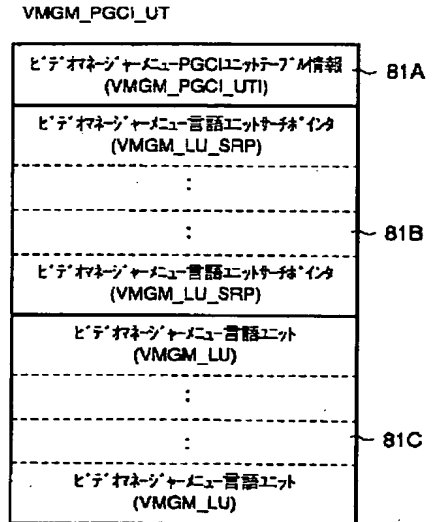 VMGM_PGCI_UT
ﾋﾞﾃﾞｵﾏﾈｰｼﾞｬｰﾒﾆｭｰPGCIﾕﾆｯﾄﾃｰﾌﾞﾙ情報
(VMGM_PGCI_UTI)
81A
ﾋﾞﾃﾞｵﾏﾈｰｼﾞｬｰﾒﾆｭｰ言語ﾕﾆｯﾄｻｰﾁﾎﾟｲﾝﾀ
(VMGM_LU_SRP)
:
:
81B
ﾋﾞﾃﾞｵﾏﾈｰｼﾞｬｰﾒﾆｭｰ言語ﾕﾆｯﾄｻｰﾁﾎﾟｲﾝﾀ
(VMGM_LU_SRP)
ﾋﾞﾃﾞｵﾏﾈｰｼﾞｬｰﾒﾆｭｰ言語ﾕﾆｯﾄ
(VMGM_LU)
:
:
81C
ﾋﾞﾃﾞｵﾏﾈｰｼﾞｬｰﾒﾆｭｰ言語ﾕﾆｯﾄ
(VMGM_LU)